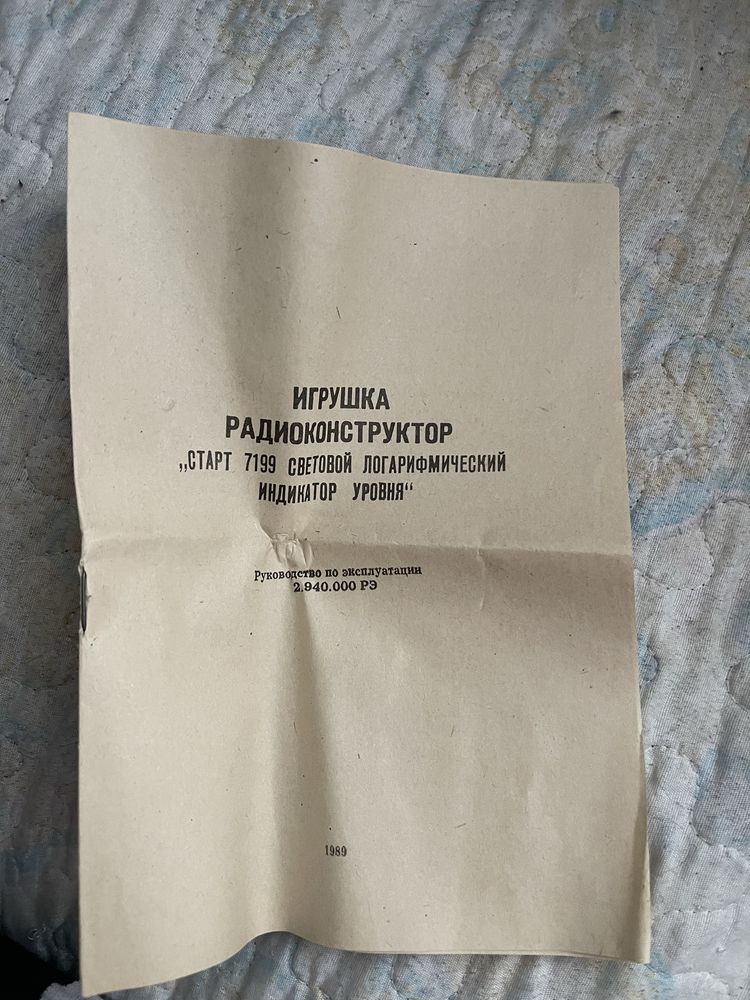 ИГРУШКА
РАДИОКОНСТРУКТОР
„СТАРТ 7199 СВЕТОВОЙ ЛОГАРИФМИЧЕСКИЙ
ИНДИКАТОР УРОВНЯ“
Руководство по эксплуатации
2.940.000 РЭ
1989